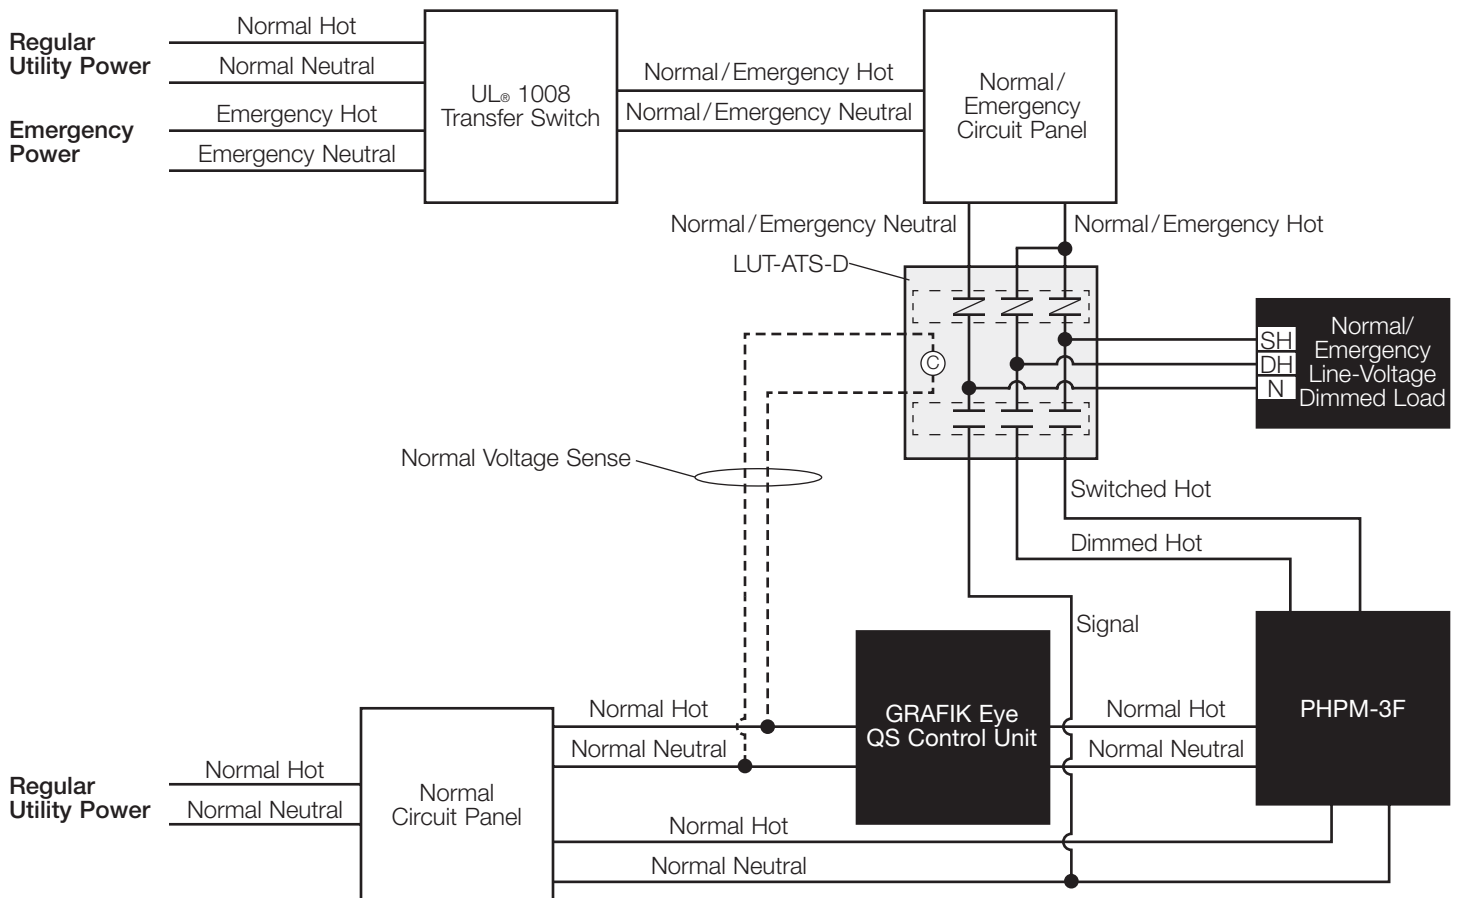 Regular
Utility Power
Normal Hot
Normal Neutral
Emergency
Power
Emergency Hot
Emergency Neutral
UL® 1008
Transfer Switch
Normal/Emergency Hot
Normal/Emergency Neutral
Normal/
Emergency
Circuit Panel
Normal/Emergency Neutral
Normal/Emergency Hot
LUT-ATS-D
C
SH
DH
N
Normal/
Emergency
Line-Voltage
Dimmed Load
Normal Voltage Sense
Switched Hot
Dimmed Hot
Signal
Normal Hot
Normal Neutral
GRAFIK Eye
QS Control Unit
Normal Hot
Normal Neutral
PHPM-3F
Regular
Utility Power
Normal Hot
Normal Neutral
Normal
Circuit Panel
Normal Hot
Normal Neutral